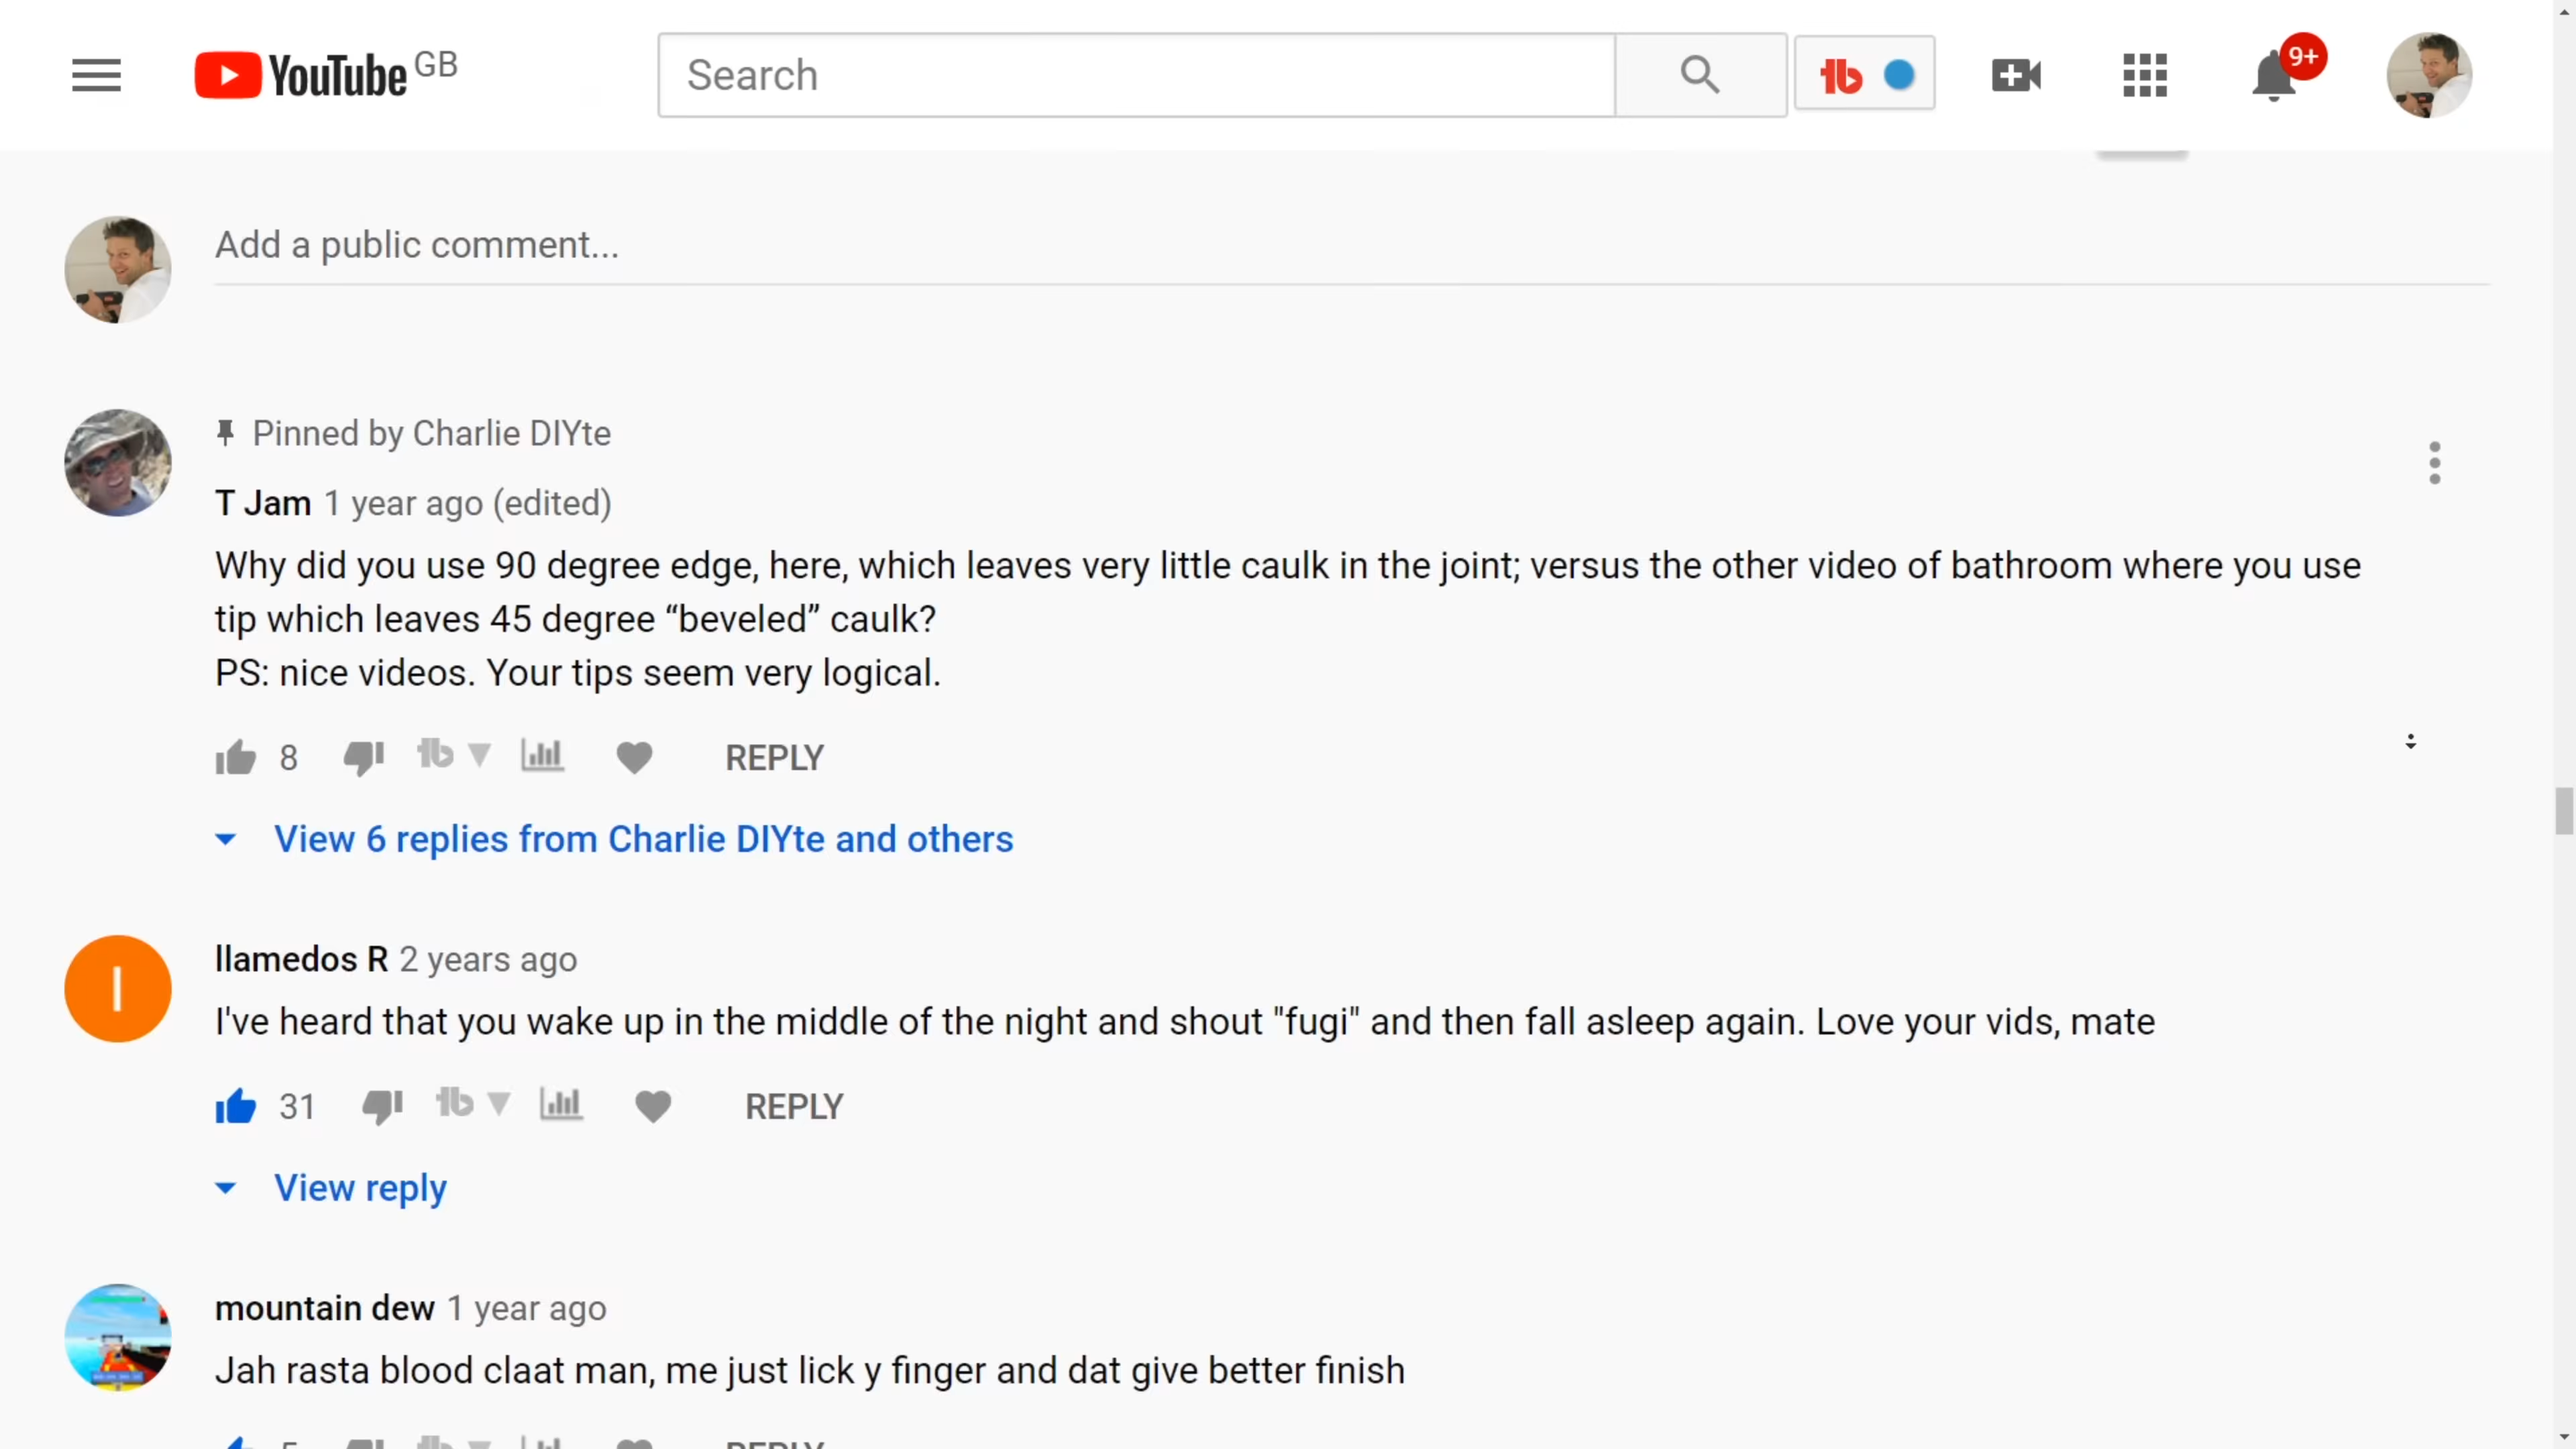 YouTube GB
Search
9+
Add a public comment...
Pinned by Charlie DIYte
T Jam 1 year ago (edited)
Why did you use 90 degree edge, here, which leaves very little caulk in the joint; versus the other video of bathroom where you use
tip which leaves 45 degree “beveled” caulk?
PS: nice videos. Your tips seem very logical.
8 REPLY
View 6 replies from Charlie DIYte and others
llamedos R 2 years ago
I've heard that you wake up in the middle of the night and shout "fugi" and then fall asleep again. Love your vids, mate
31 REPLY
View reply
mountain dew 1 year ago
Jah rasta blood claat man, me just lick y finger and dat give better finish
5 REPLY